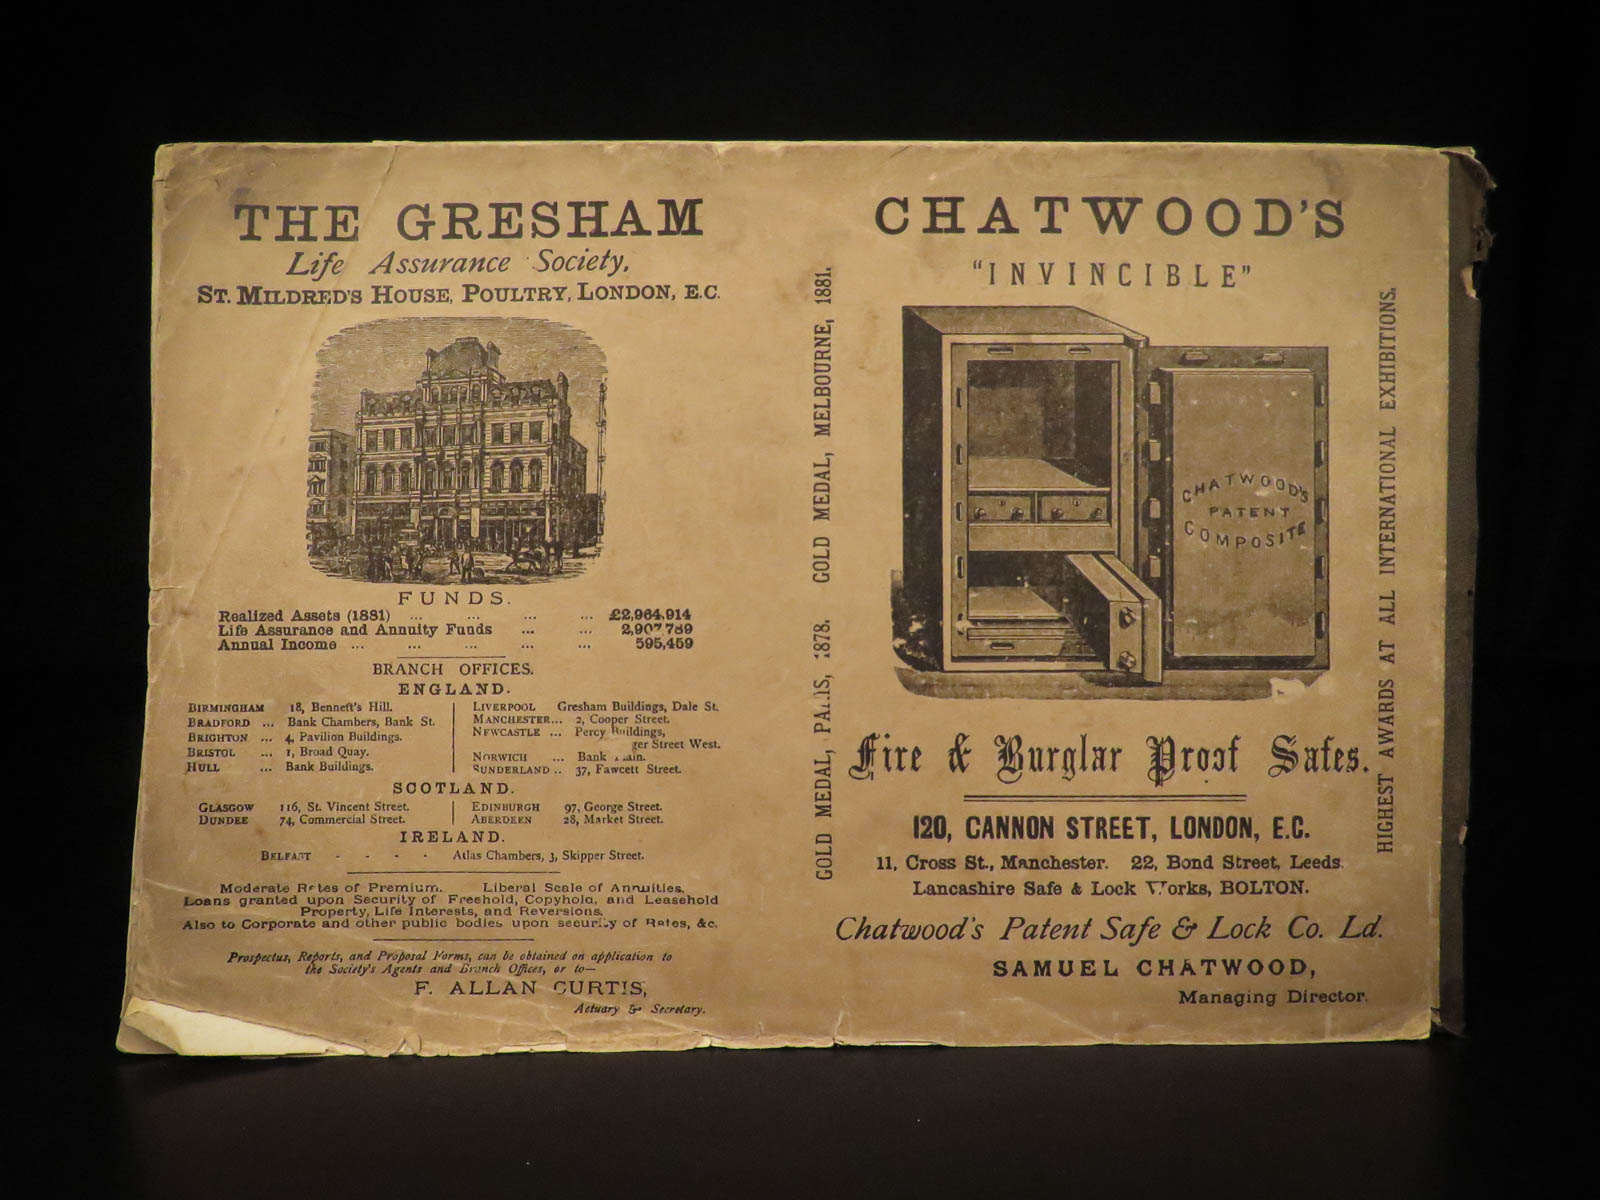 THE GRESHAM
Life Assurance Society,
ST. MILDRED'S HOUSE, POULTRY, LONDON, E.C.
FUNDS.
Realized Assets (1881) ... ... ... ... £2,964,914
Life Assurance and Annuity Funds ... ... 2,907,789
Annual Income ... ... ... ... ... 595,459
BRANCH OFFICES.
ENGLAND.
BIRMINGHAM 18, Bennett's Hill.
BRADFORD ... Bank Chambers, Bank St.
BRIGHTON ... 4, Pavilion Buildings.
BRISTOL ... 1, Broad Quay.
HULL ... Bank Buildings.
LIVERPOOL Gresham Buildings, Dale St.
MANCHESTER... 2, Cooper Street.
NEWCASTLE ... Percy Buildings,
ger Street West.
NORWICH ... Bank
SUNDERLAND .. 37, Fawcett Street.
SCOTLAND.
GLASGOW 116, St. Vincent Street.
DUNDEE 74, Commercial Street.
EDINBURGH 97, George Street.
ABERDEEN 28, Market Street.
IRELAND.
BELFAST - - - - Atlas Chambers, 3, Skipper Street.
Moderate Rates of Premium. Liberal Scale of Annuities.
Loans granted upon Security of Freehold, Copyhold, and Leasehold
Property, Life Interests, and Reversions.
Also to Corporate and other public bodies upon security of Rates, &c.
Prospectus, Reports, and Proposal Forms, can be obtained on application to
the Society's Agents and Branch Offices, or to—
F. ALLAN CURTIS,
Actuary & Secretary.
GOLD MEDAL, PARIS, 1878. GOLD MEDAL, MELBOURNE, 1881.
CHATWOOD'S
"INVINCIBLE"
CHATWOOD'S
PATENT
COMPOSITE
HIGHEST AWARDS AT ALL INTERNATIONAL EXHIBITIONS.
Fire & Burglar Proof Safes.
120, CANNON STREET, LONDON, E.C.
11, Cross St., Manchester. 22, Bond Street, Leeds.
Lancashire Safe & Lock Works, BOLTON.
Chatwood's Patent Safe & Lock Co. Ld.
SAMUEL CHATWOOD,
Managing Director.